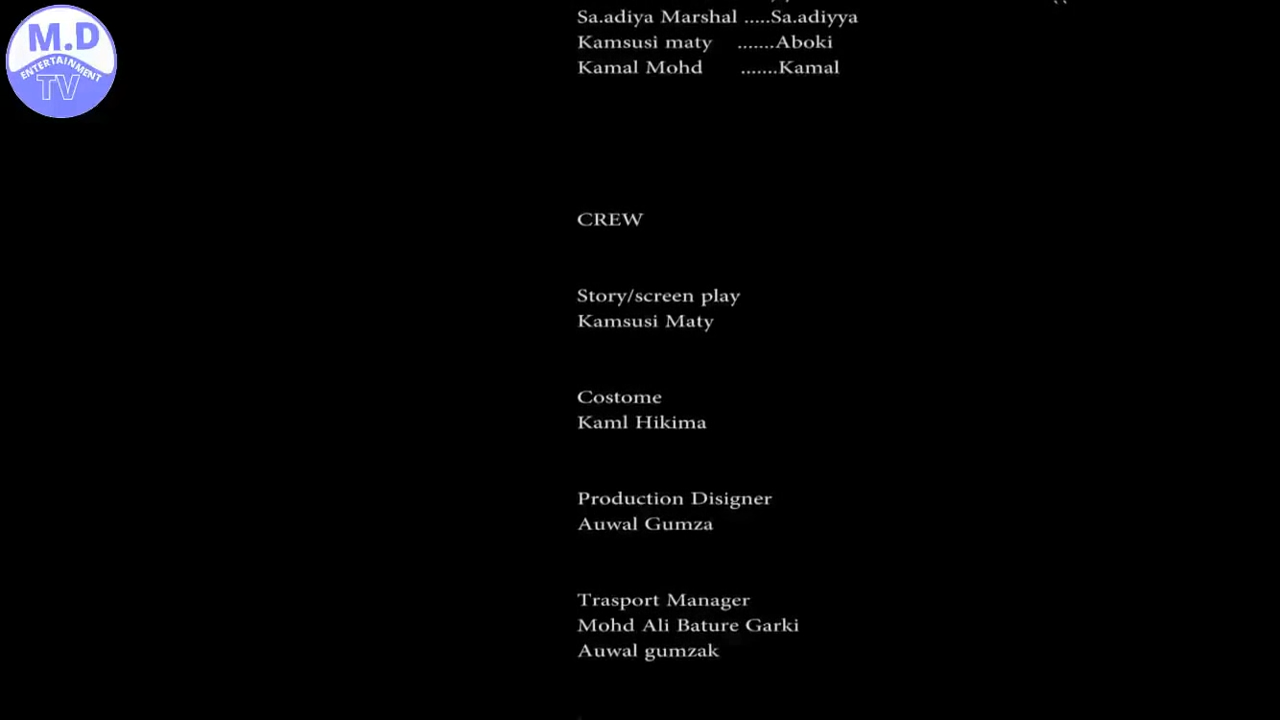 M.D
ENTERTAINMENT
TV
Sa.adiya Marshal .....Sa.adiyya
Kamsusi maty .......Aboki
Kamal Mohd .......Kamal
CREW
Story/screen play
Kamsusi Maty
Costome
Kaml Hikima
Production Disigner
Auwal Gumza
Trasport Manager
Mohd Ali Bature Garki
Auwal gumzak